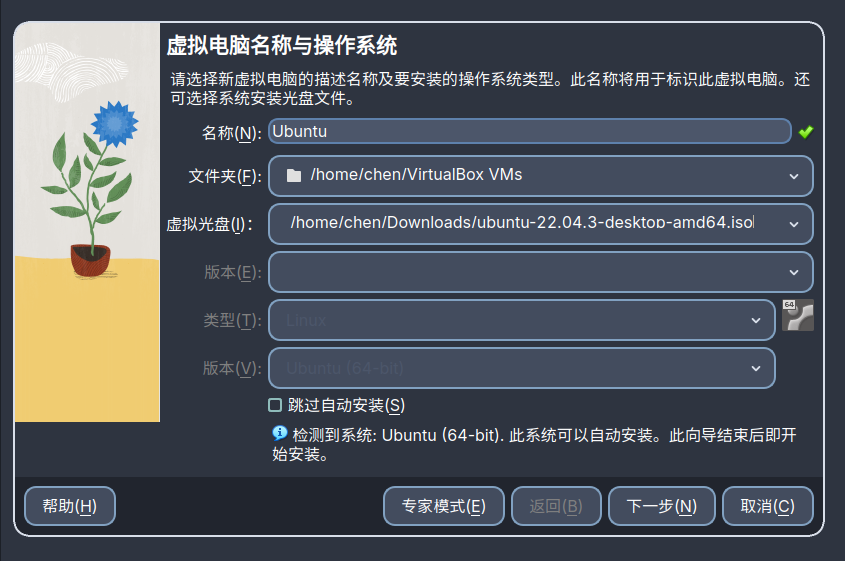 虚拟电脑名称与操作系统
请选择新虚拟电脑的描述名称及要安装的操作系统类型。此名称将用于标识此虚拟电脑。还
可选择系统安装光盘文件。
名称(N): Ubuntu
文件夹(F): /home/chen/VirtualBox VMs
虚拟光盘(I): /home/chen/Downloads/ubuntu-22.04.3-desktop-amd64.iso
版本(E):
类型(T): Linux
64
版本(V): Ubuntu (64-bit)
跳过自动安装(S)
检测到系统: Ubuntu (64-bit). 此系统可以自动安装。此向导结束后即开
始安装。
帮助(H) 专家模式(E) 返回(B) 下一步(N) 取消(C)